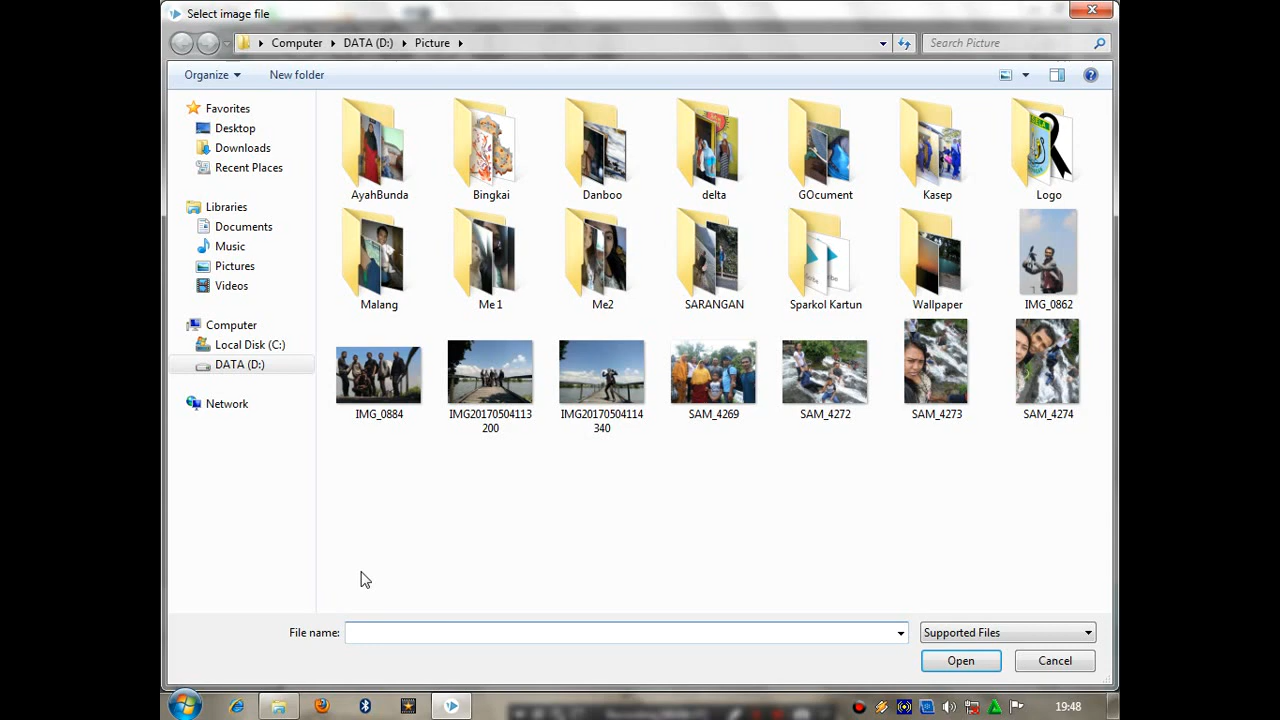 Select image file
Computer DATA (D:) Picture
Search Picture
Organize New folder
Favorites
Desktop
Downloads
Recent Places
Libraries
Documents
Music
Pictures
Videos
Computer
Local Disk (C:)
DATA (D:)
Network
AyahBunda Bingkai Danboo delta GOcument Kasep Logo
Malang Me 1 Me2 SARANGAN Sparkol Kartun Wallpaper IMG_0862
IMG_0884 IMG20170504113 IMG20170504114 SAM_4269 SAM_4272 SAM_4273 SAM_4274
200 340
File name: Supported Files
Open Cancel
19:48